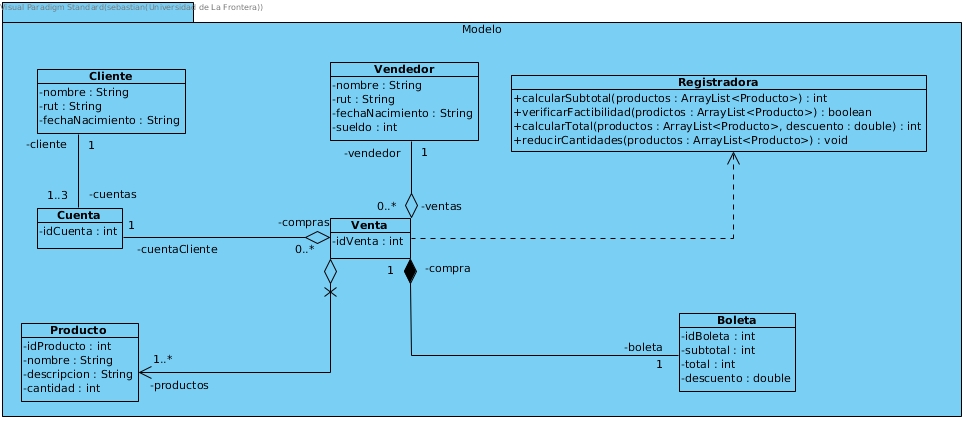 Visual Paradigm Standard(sebastian(Universidad de La Frontera))
Modelo
Cliente
-nombre : String
-rut : String
-fechaNacimiento : String
Vendedor
-nombre : String
-rut : String
-fechaNacimiento : String
-sueldo : int
Registradora
+calcularSubtotal(productos : ArrayList<Producto>) : int
+verificarFactibilidad(prodictos : ArrayList<Producto>) : boolean
+calcularTotal(productos : ArrayList<Producto>, descuento : double) : int
+reducirCantidades(productos : ArrayList<Producto>) : void
-cliente
1
-vendedor
1
1..3
-cuentas
0..*
-ventas
Cuenta
-idCuenta : int
1
-cuentaCliente
-compras
0..*
Venta
-idVenta : int
1
-compra
Producto
-idProducto : int
-nombre : String
-descripcion : String
-cantidad : int
1..*
-productos
-boleta
1
Boleta
-idBoleta : int
-subtotal : int
-total : int
-descuento : double